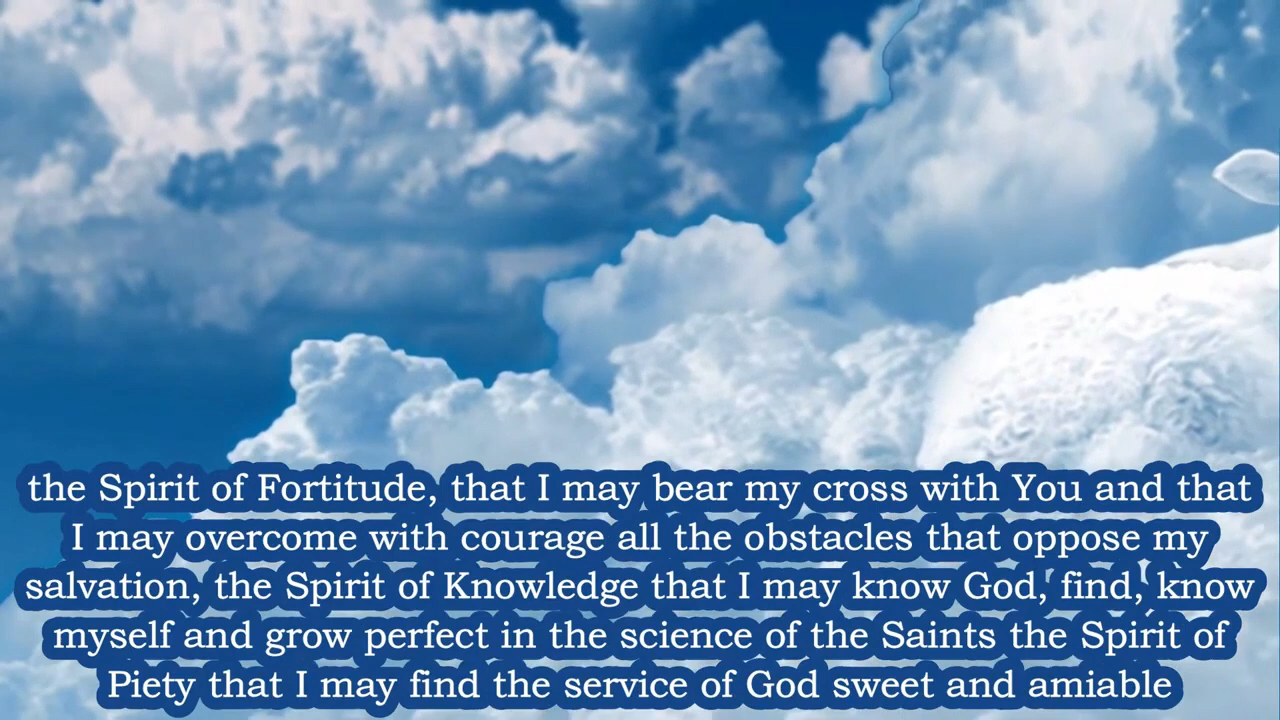 the Spirit of Fortitude, that I may bear my cross with You and that
I may overcome with courage all the obstacles that oppose my
salvation, the Spirit of Knowledge that I may know God, find, know
myself and grow perfect in the science of the Saints the Spirit of
Piety that I may find the service of God sweet and amiable